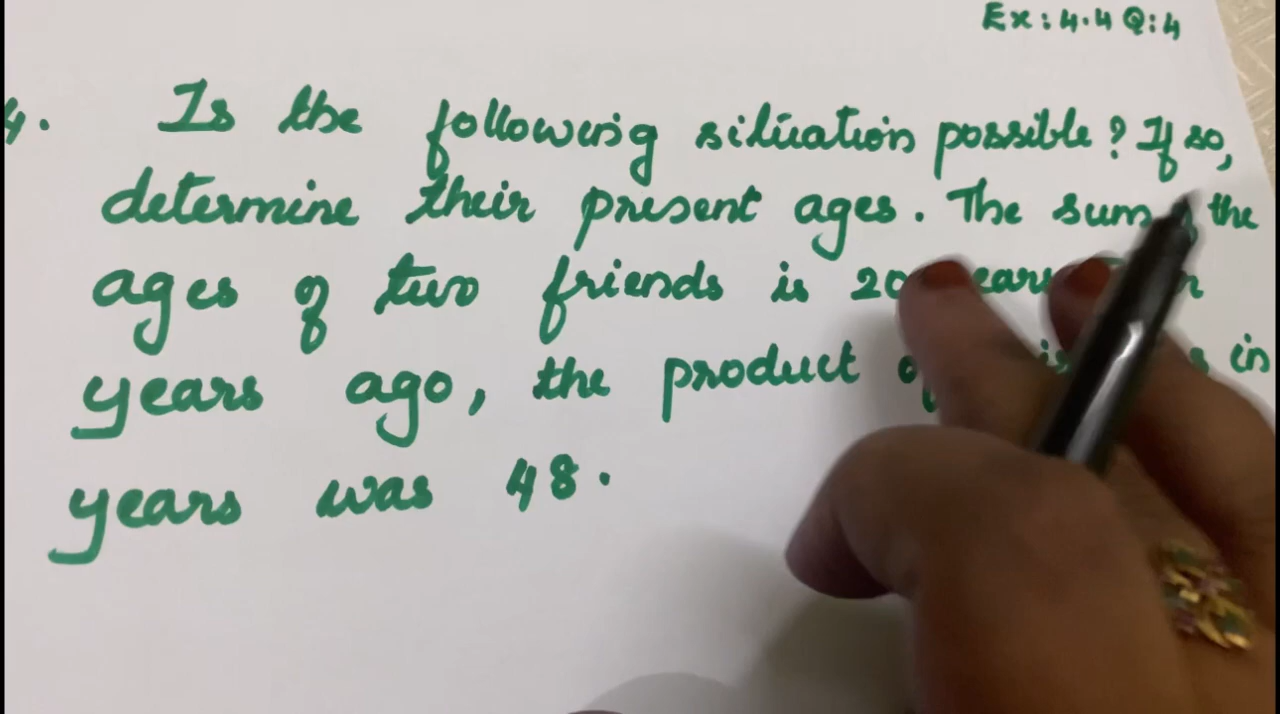 Ex: 4.4 Q:4
4. Is the following situation possible? If so,
determine their present ages. The sum the
ages of two friends is 20
years ago, the product in
years was 48.